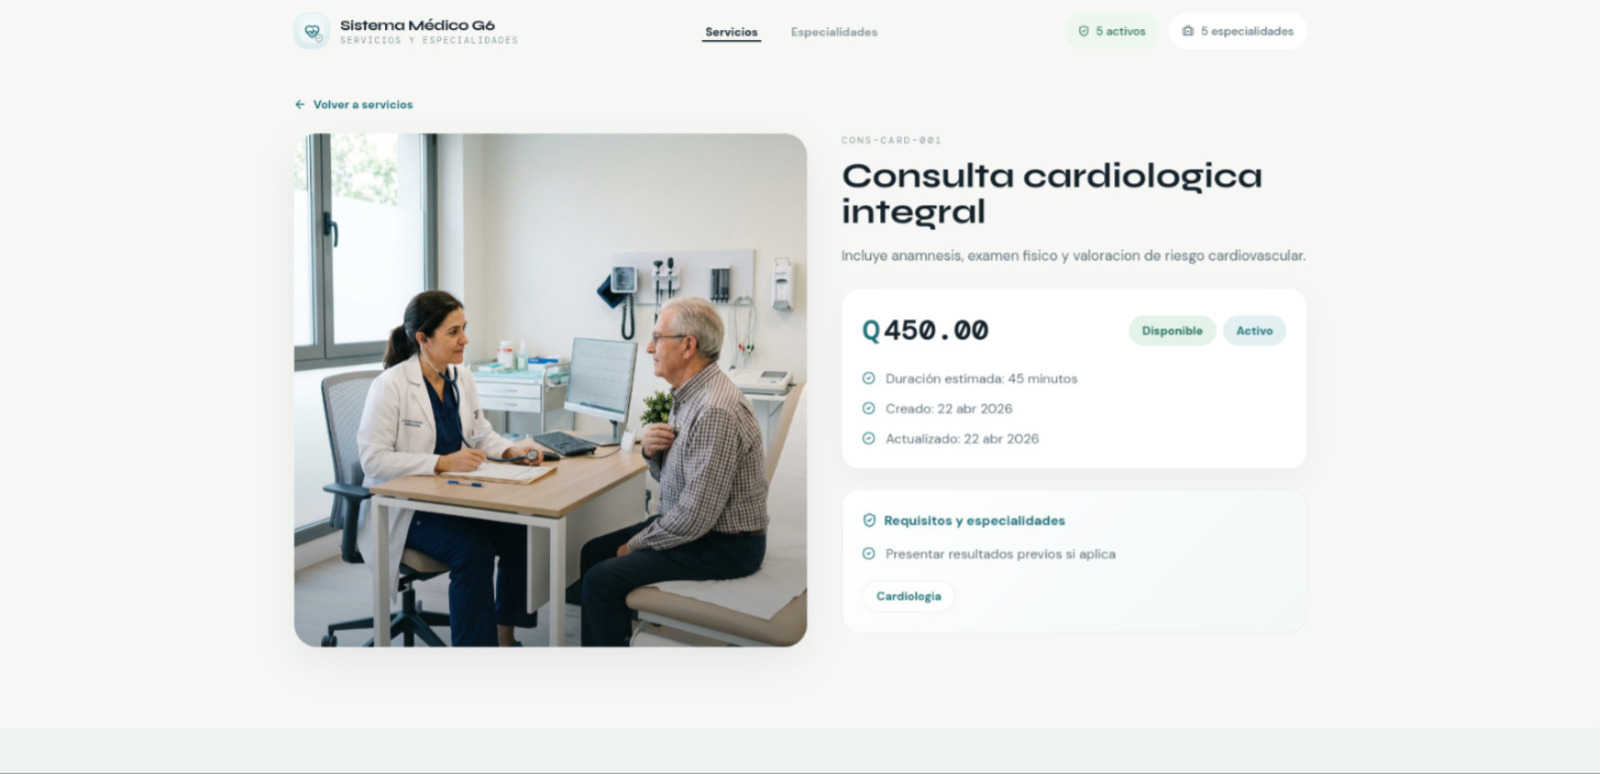 Sistema Médico G6
SERVICIOS Y ESPECIALIDADES
Servicios
Especialidades
5 activos
5 especialidades
Volver a servicios
CONS-CARD-001
Consulta cardiologica
integral
Incluye anamnesis, examen fisico y valoracion de riesgo cardiovascular.
Q450.00
Disponible
Activo
Duración estimada: 45 minutos
Creado: 22 abr 2026
Actualizado: 22 abr 2026
Requisitos y especialidades
Presentar resultados previos si aplica
Cardiologia